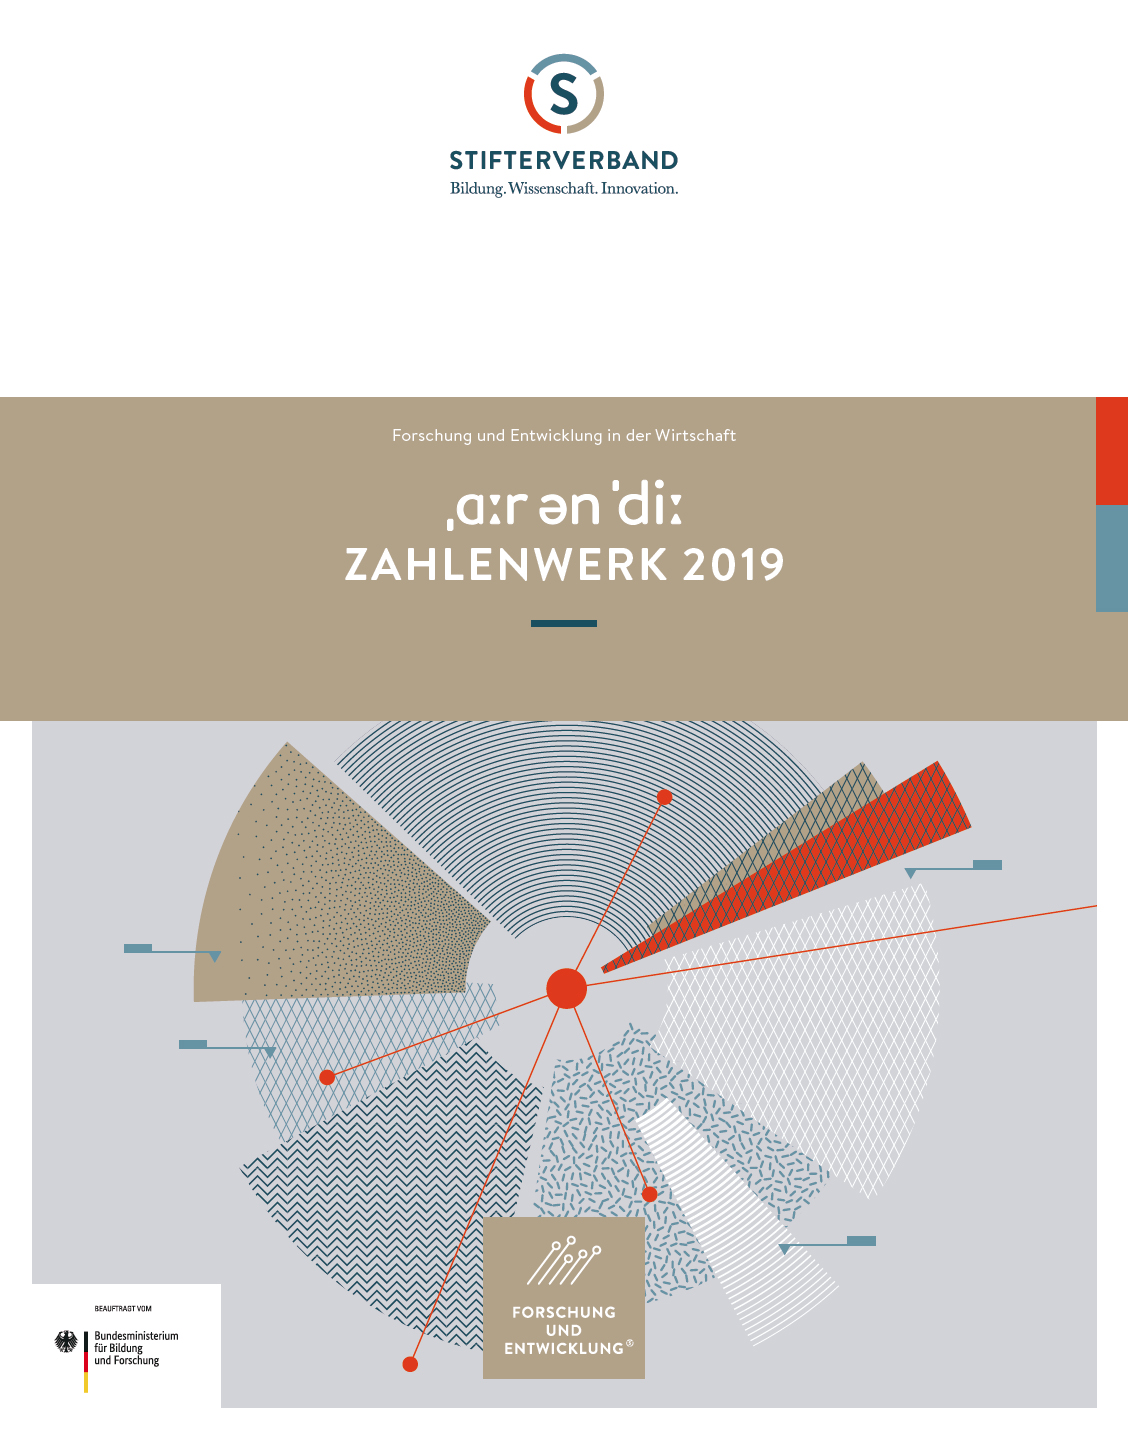 S
STIFTERVERBAND
Bildung. Wissenschaft. Innovation.
Forschung und Entwicklung in der Wirtschaft
ˌɑːr ən ˈdiː
ZAHLENWERK 2019
FORSCHUNG
UND
ENTWICKLUNG®
BEAUFTRAGT VOM
Bundesministerium
für Bildung
und Forschung